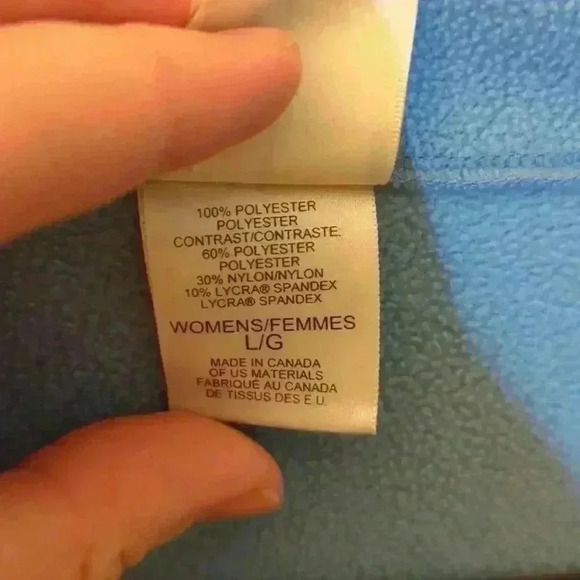 100% POLYESTER
POLYESTER
CONTRAST/CONTRASTE:
60% POLYESTER
POLYESTER
30% NYLON/NYLON
10% LYCRA® SPANDEX
LYCRA® SPANDEX
WOMENS/FEMMES
L/G
MADE IN CANADA
OF US MATERIALS
FABRIQUÉ AU CANADA
DE TISSUS DES E.U.